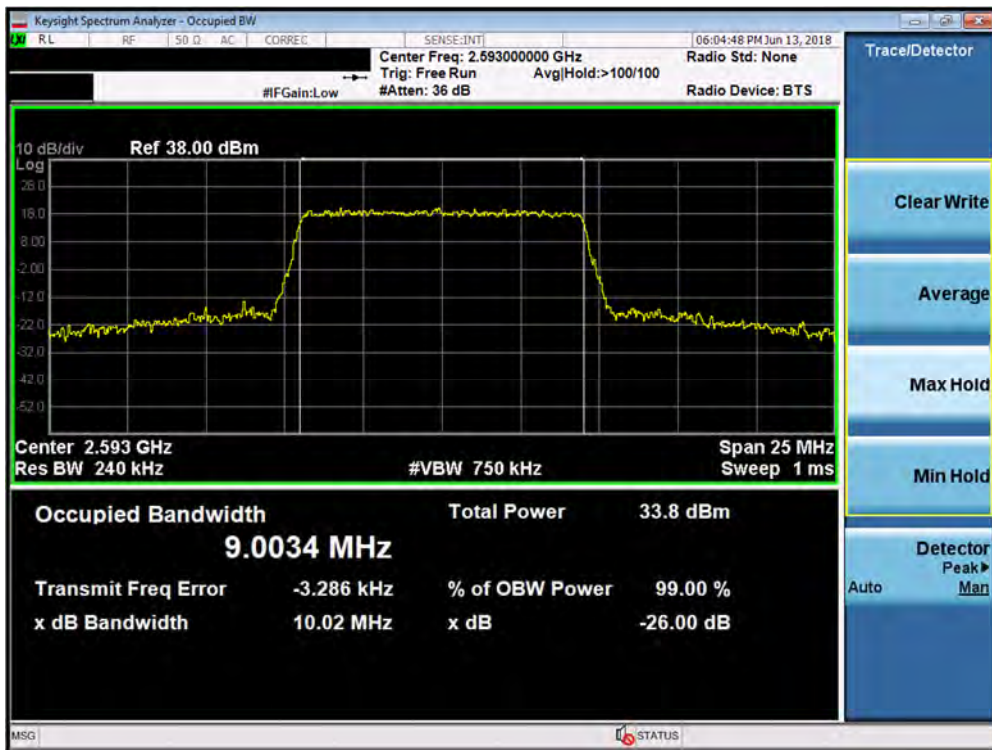 Keysight Spectrum Analyzer - Occupied BW
LXI RL RF 50 Ω AC CORREC SENSE:INT 06:04:48 PM Jun 13, 2018
Center Freq: 2.593000000 GHz Radio Std: None
Trig: Free Run Avg|Hold:>100/100
#IFGain:Low #Atten: 36 dB Radio Device: BTS
Trace/Detector
10 dB/div Ref 38.00 dBm
Log
28.0
18.0
8.00
-2.00
-12.0
-22.0
-32.0
-42.0
-52.0
Center 2.593 GHz Span 25 MHz
Res BW 240 kHz #VBW 750 kHz Sweep 1 ms
Occupied Bandwidth Total Power 33.8 dBm
9.0034 MHz
Transmit Freq Error -3.286 kHz % of OBW Power 99.00 %
x dB Bandwidth 10.02 MHz x dB -26.00 dB
Clear Write
Average
Max Hold
Min Hold
Detector
Peak▶
Auto Man
MSG STATUS